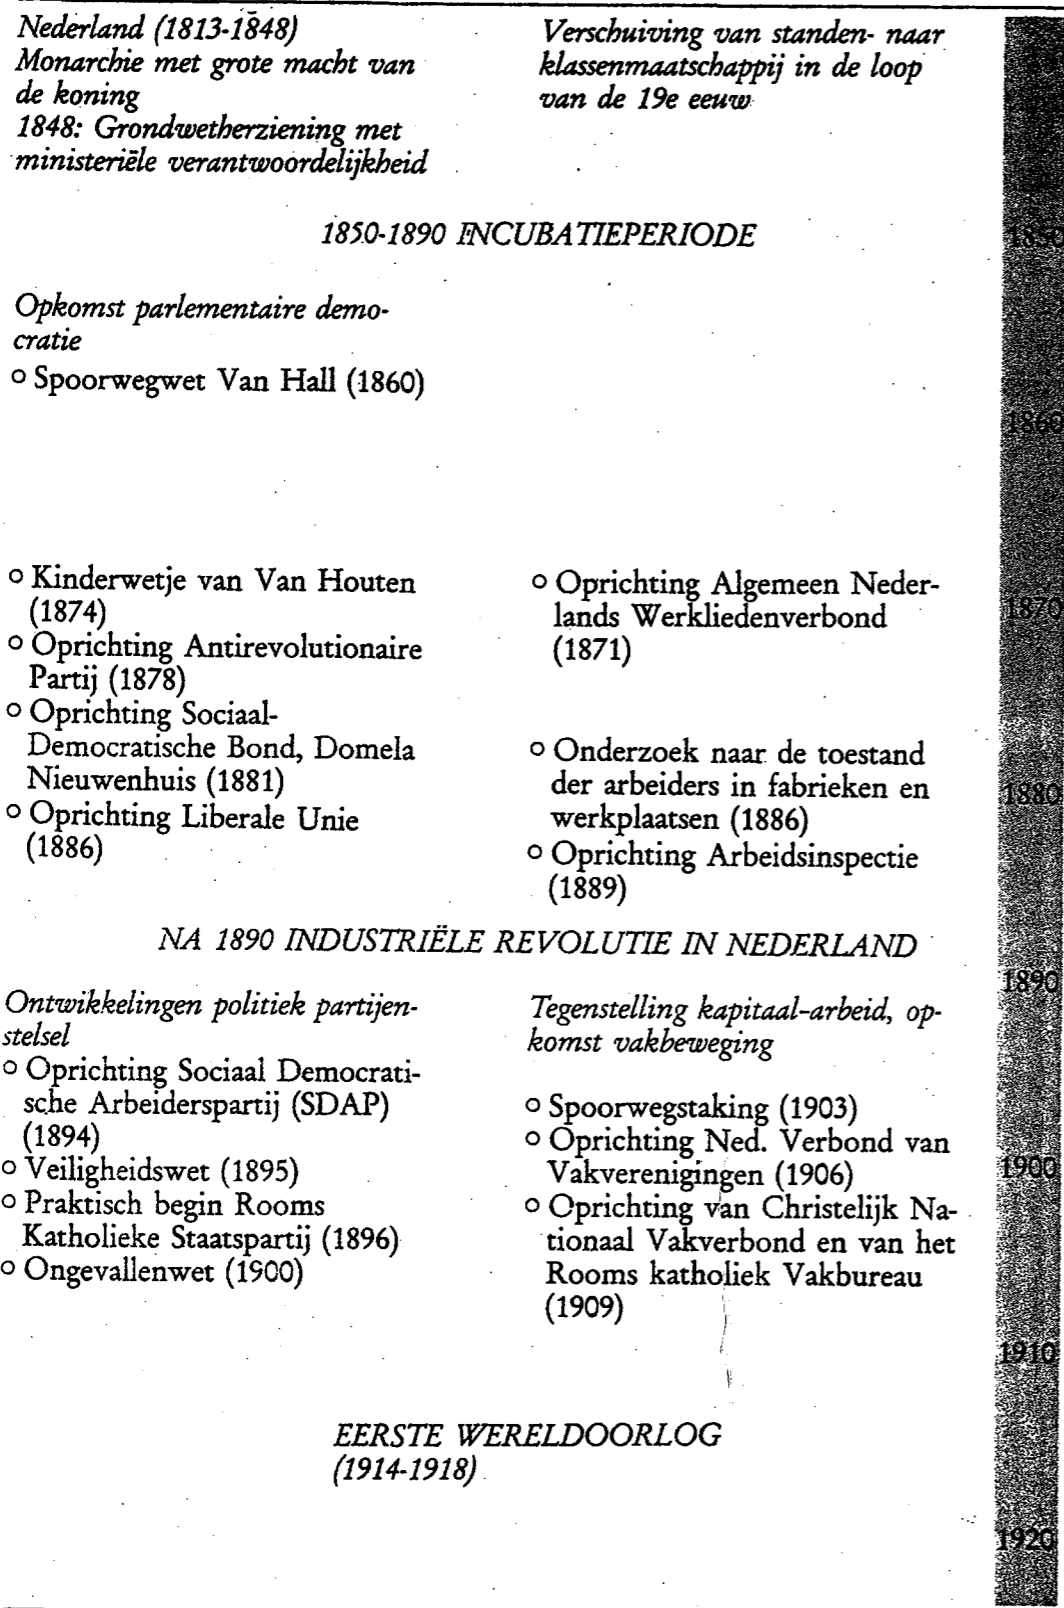 Nederland (1813-1848)
Monarchie met grote macht van
de koning
1848: Grondwetherziening met
ministeriële verantwoordelijkheid
Verschuiving van standen- naar
klassenmaatschappij in de loop
van de 19e eeuw
1850-1890 INCUBATIEPERIODE
1850
Opkomst parlementaire demo-
cratie
o Spoorwegwet Van Hall (1860)
1860
o Kinderwetje van Van Houten
(1874)
o Oprichting Antirevolutionaire
Partij (1878)
o Oprichting Sociaal-
Democratische Bond, Domela
Nieuwenhuis (1881)
o Oprichting Liberale Unie
(1886)
o Oprichting Algemeen Neder-
lands Werkliedenverbond
(1871)
o Onderzoek naar de toestand
der arbeiders in fabrieken en
werkplaatsen (1886)
o Oprichting Arbeidsinspectie
(1889)
1870
1880
NA 1890 INDUSTRIËLE REVOLUTIE IN NEDERLAND
1890
Ontwikkelingen politiek partijen-
stelsel
o Oprichting Sociaal Democrati-
sche Arbeiderspartij (SDAP)
(1894)
o Veiligheidswet (1895)
o Praktisch begin Rooms
Katholieke Staatspartij (1896)
o Ongevallenwet (1900)
Tegenstelling kapitaal-arbeid, op-
komst vakbeweging
o Spoorwegstaking (1903)
o Oprichting Ned. Verbond van
Vakverenigingen (1906)
o Oprichting van Christelijk Na-
tionaal Vakverbond en van het
Rooms katholiek Vakbureau
(1909)
1900
1910
EERSTE WERELDOORLOG
(1914-1918)
1920